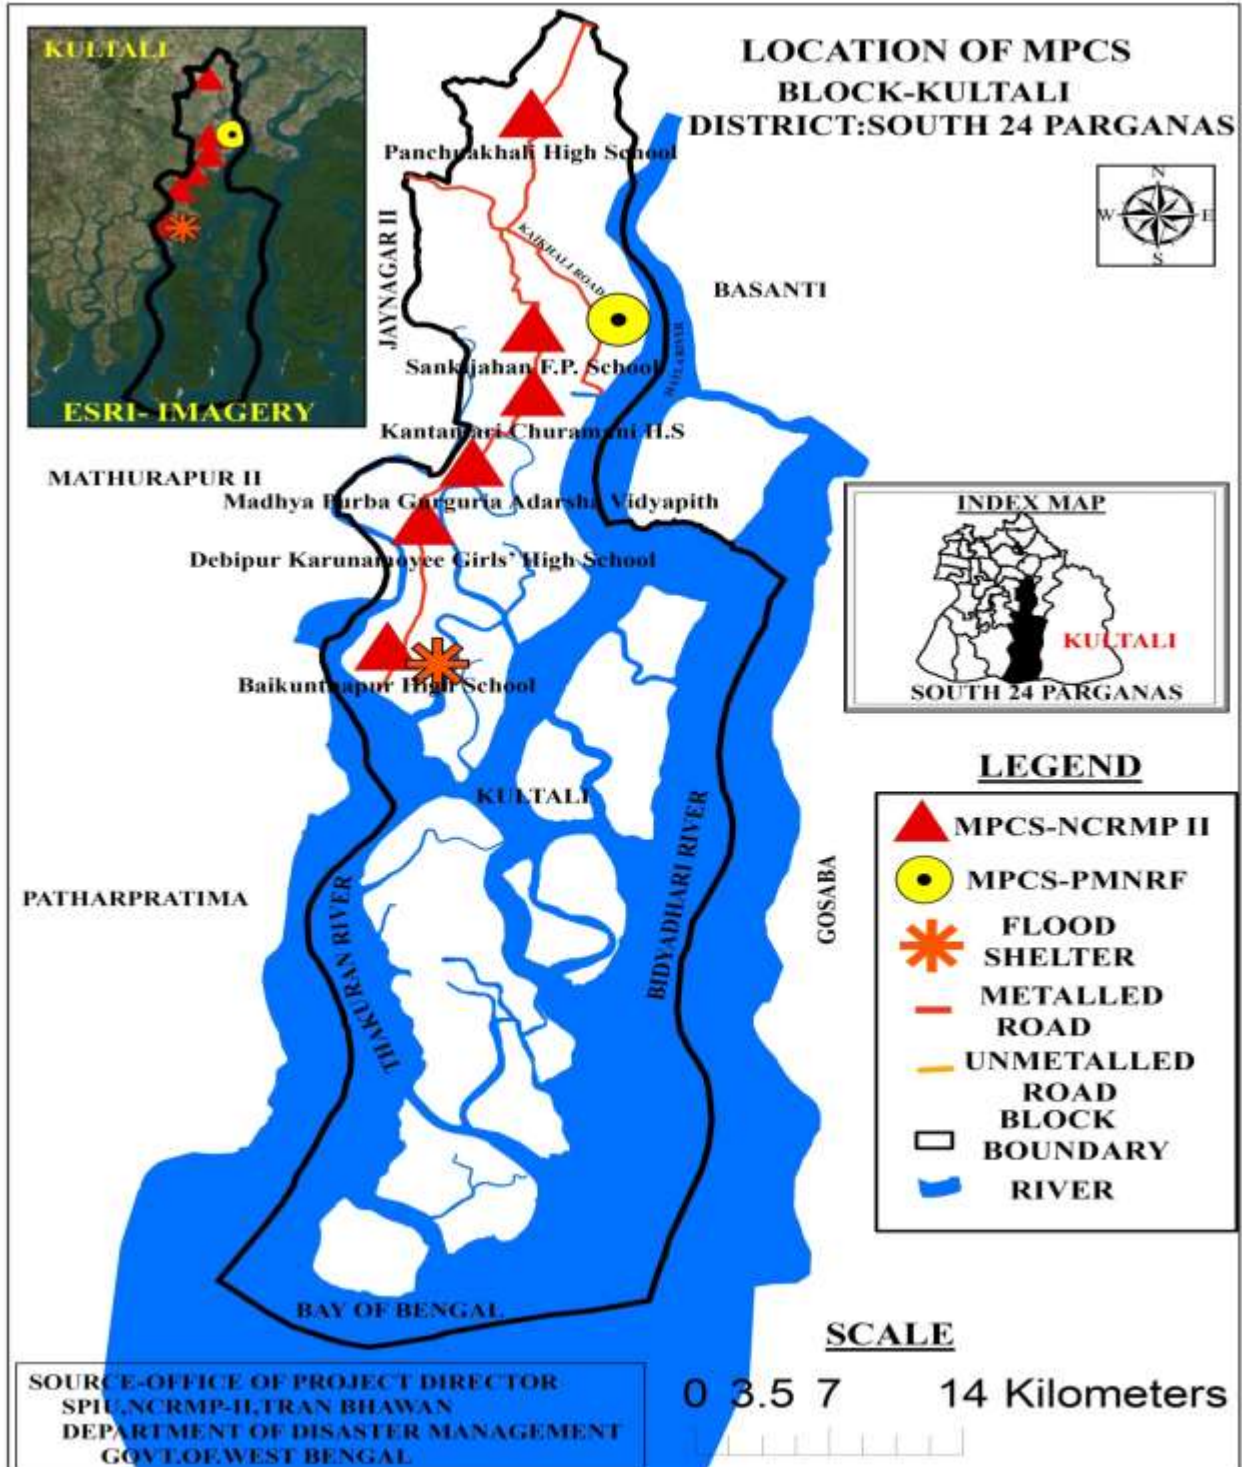 KULTALI
ESRI- IMAGERY
LOCATION OF MPCS
BLOCK-KULTALI
DISTRICT:SOUTH 24 PARGANAS
N
W
E
S
Panchuakhali High School
JAYNAGAR II
KAIKHALI ROAD
BASANTI
Sankijahan F.P. School
RIVER
Kantamari Churamani H.S
MATHURAPUR II
Madhya Purba Gurguria Adarsha Vidyapith
Debipur Karunamoyee Girls' High School
Baikunthapur High School
INDEX MAP
KULTALI
SOUTH 24 PARGANAS
KULTALI
PATHARPRATIMA
THAKURAN RIVER
BIDYADHARI RIVER
GOSABA
BAY OF BENGAL
LEGEND
MPCS-NCRMP II
MPCS-PMNRF
FLOOD
SHELTER
METALLED
ROAD
UNMETALLED
ROAD
BLOCK
BOUNDARY
RIVER
SCALE
0 3.5 7 14 Kilometers
SOURCE-OFFICE OF PROJECT DIRECTOR
SPIU,NCRMP-II,TRAN BHAWAN
DEPARTMENT OF DISASTER MANAGEMENT
GOVT.OF.WEST BENGAL